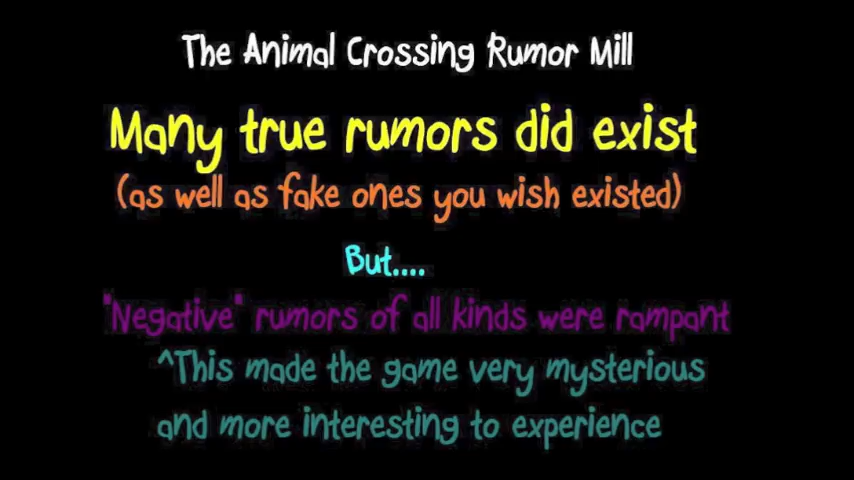 The Animal Crossing Rumor Mill
Many true rumors did exist
(as well as fake ones you wish existed)
But....
"Negative" rumors of all kinds were rampant
^This made the game very mysterious
and more interesting to experience